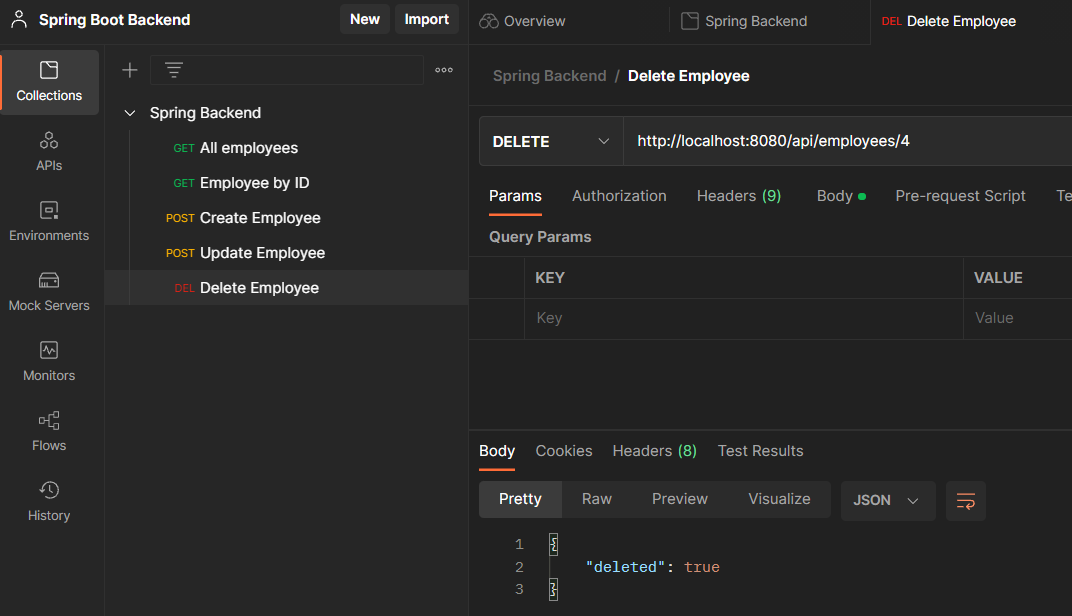 Spring Boot Backend
New
Import
Collections
APIs
Environments
Mock Servers
Monitors
Flows
History
Spring Backend
GET All employees
GET Employee by ID
POST Create Employee
POST Update Employee
DEL Delete Employee
Overview
Spring Backend
DEL Delete Employee
Spring Backend / Delete Employee
DELETE
http://localhost:8080/api/employees/4
Params
Authorization
Headers (9)
Body
Pre-request Script
Te
Query Params
KEY
VALUE
Key
Value
Body
Cookies
Headers (8)
Test Results
Pretty
Raw
Preview
Visualize
JSON
1 {
2 "deleted": true
3 }